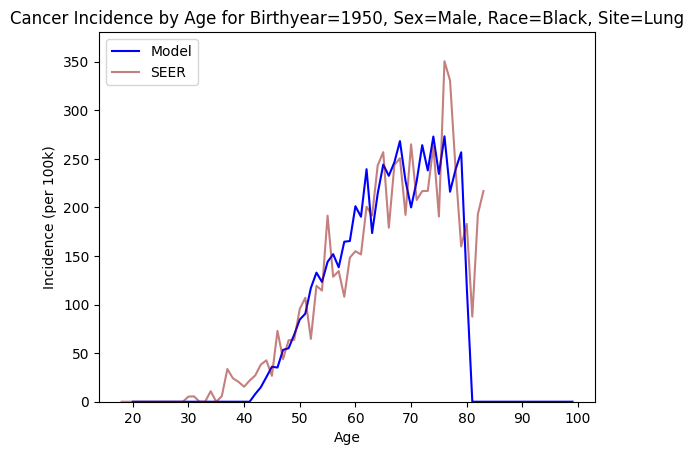 Cancer Incidence by Age for Birthyear=1950, Sex=Male, Race=Black, Site=Lung
Model
SEER
350
300
250
200
150
100
50
0
Incidence (per 100k)
20 30 40 50 60 70 80 90 100
Age